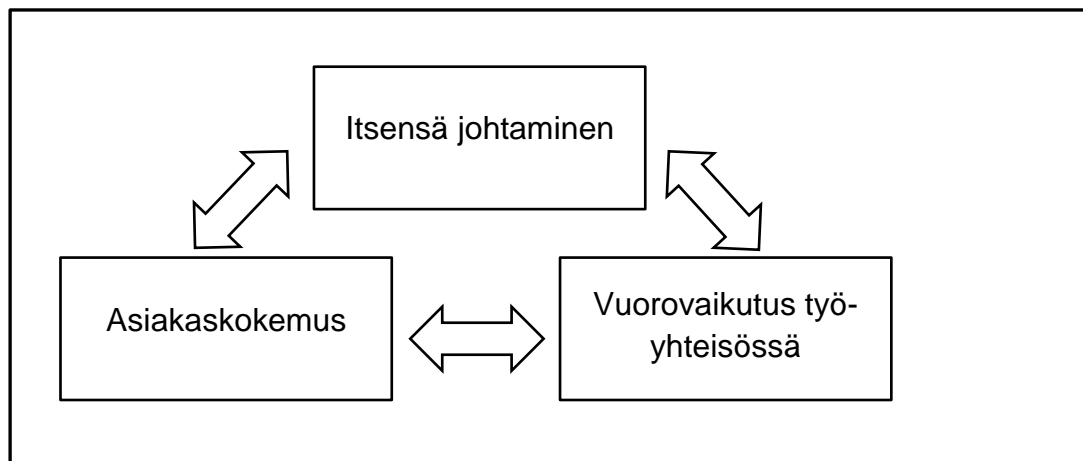 Itsensä johtaminen
Asiakaskokemus
Vuorovaikutus työ-
yhteisössä